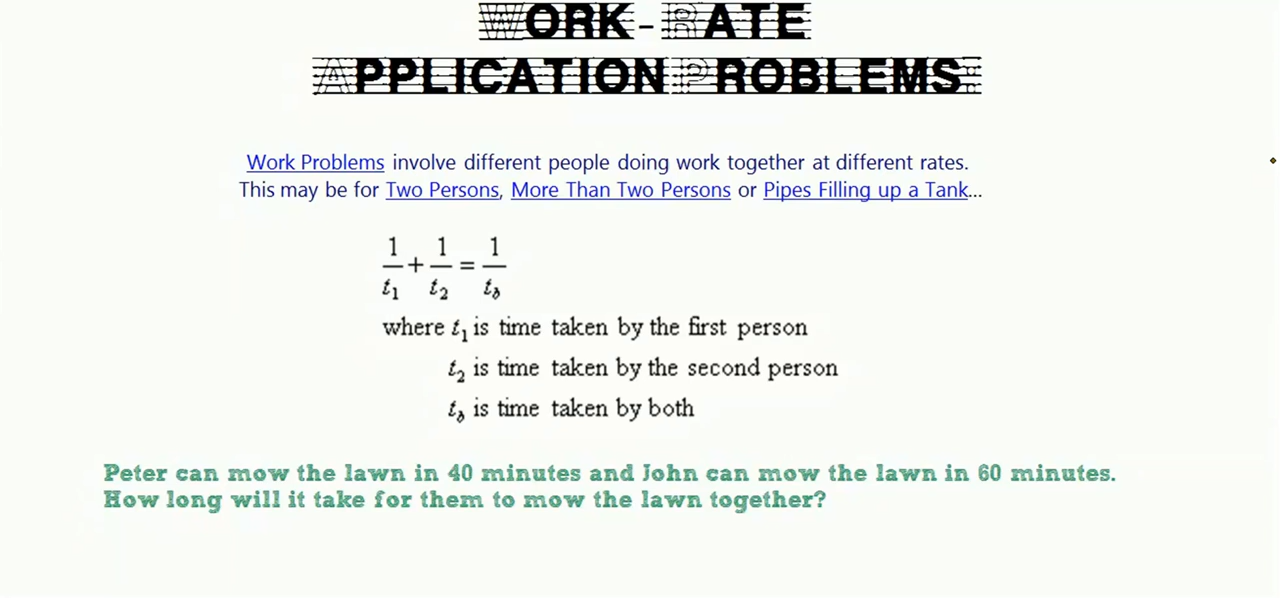 WORK-RATE
APPLICATION PROBLEMS:
Work Problems involve different people doing work together at different rates.
This may be for Two Persons, More Than Two Persons or Pipes Filling up a Tank...
1/t₁ + 1/t₂ = 1/t_b
where t₁ is time taken by the first person
t₂ is time taken by the second person
t_b is time taken by both
Peter can mow the lawn in 40 minutes and John can mow the lawn in 60 minutes.
How long will it take for them to mow the lawn together?